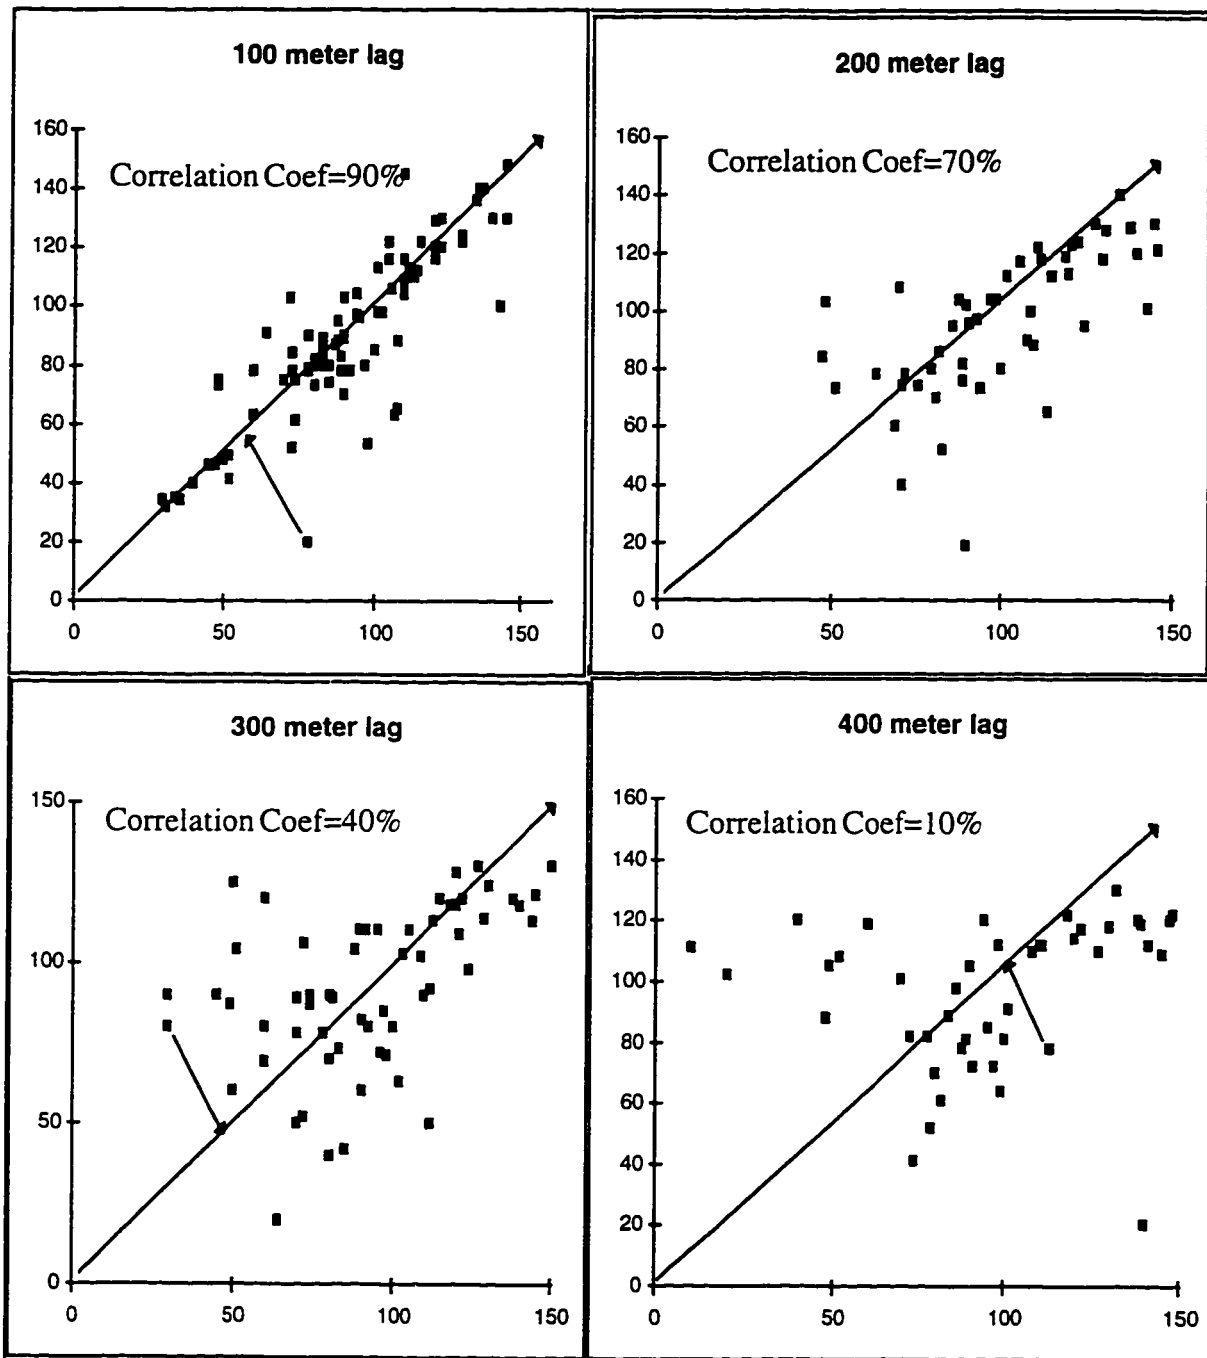 100 meter lag
160
Correlation Coef=90%
140
120
100
80
60
40
20
0
0 50 100 150
200 meter lag
160
Correlation Coef=70%
140
120
100
80
60
40
20
0
0 50 100 150
300 meter lag
150
Correlation Coef=40%
100
50
0
0 50 100 150
400 meter lag
160
Correlation Coef=10%
140
120
100
80
60
40
20
0
0 50 100 150